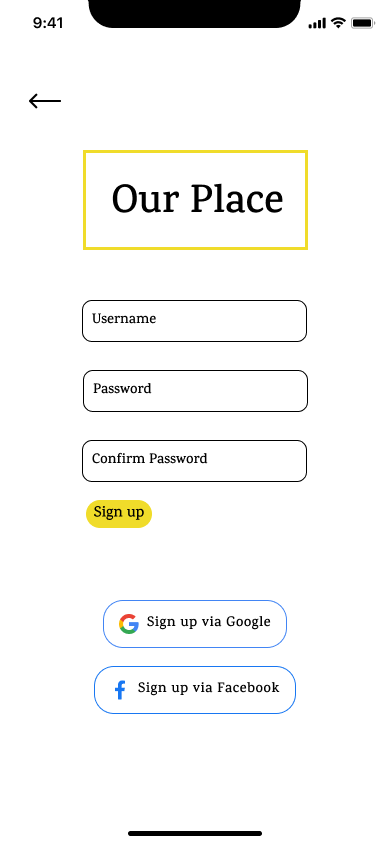 9:41
Our Place
Username
Password
Confirm Password
Sign up
Sign up via Google
Sign up via Facebook